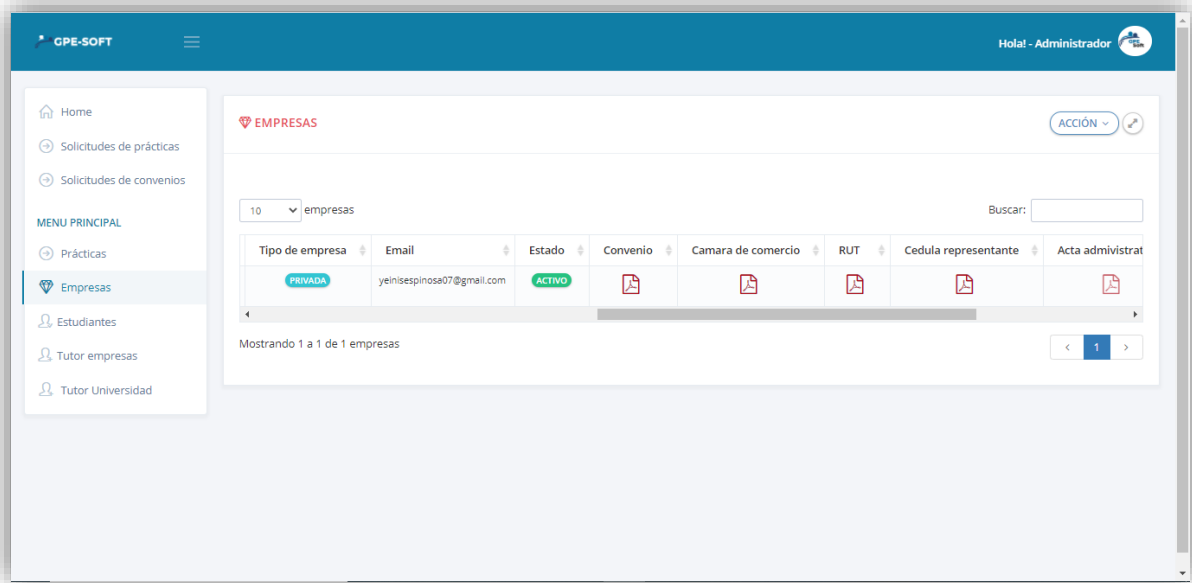 GPE-SOFT
Hola! - Administrador
Home
Solicitudes de prácticas
Solicitudes de convenios
MENU PRINCIPAL
Prácticas
Empresas
Estudiantes
Tutor empresas
Tutor Universidad
EMPRESAS
ACCIÓN
10 empresas
Buscar:
Tipo de empresa Email Estado Convenio Camara de comercio RUT Cedula representante Acta admivistrat
PRIVADA yeinisespinosa07@gmail.com ACTIVO
Mostrando 1 a 1 de 1 empresas
< 1 >